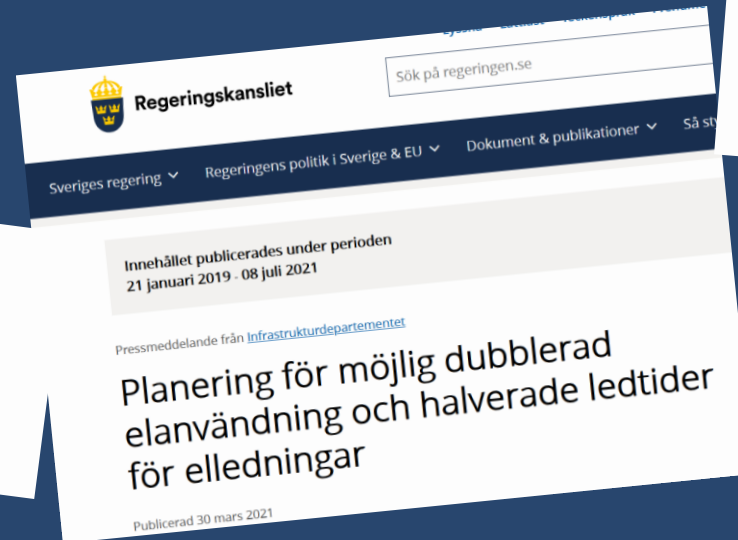 Regeringskansliet
Sök på regeringen.se
Sveriges regering
Regeringens politik i Sverige & EU
Dokument & publikationer
Så
Innehållet publicerades under perioden
21 januari 2019 - 08 juli 2021
Pressmeddelande från Infrastrukturdepartementet
Planering för möjlig dubblerad
elanvändning och halverade ledtider
för elledningar
Publicerad 30 mars 2021